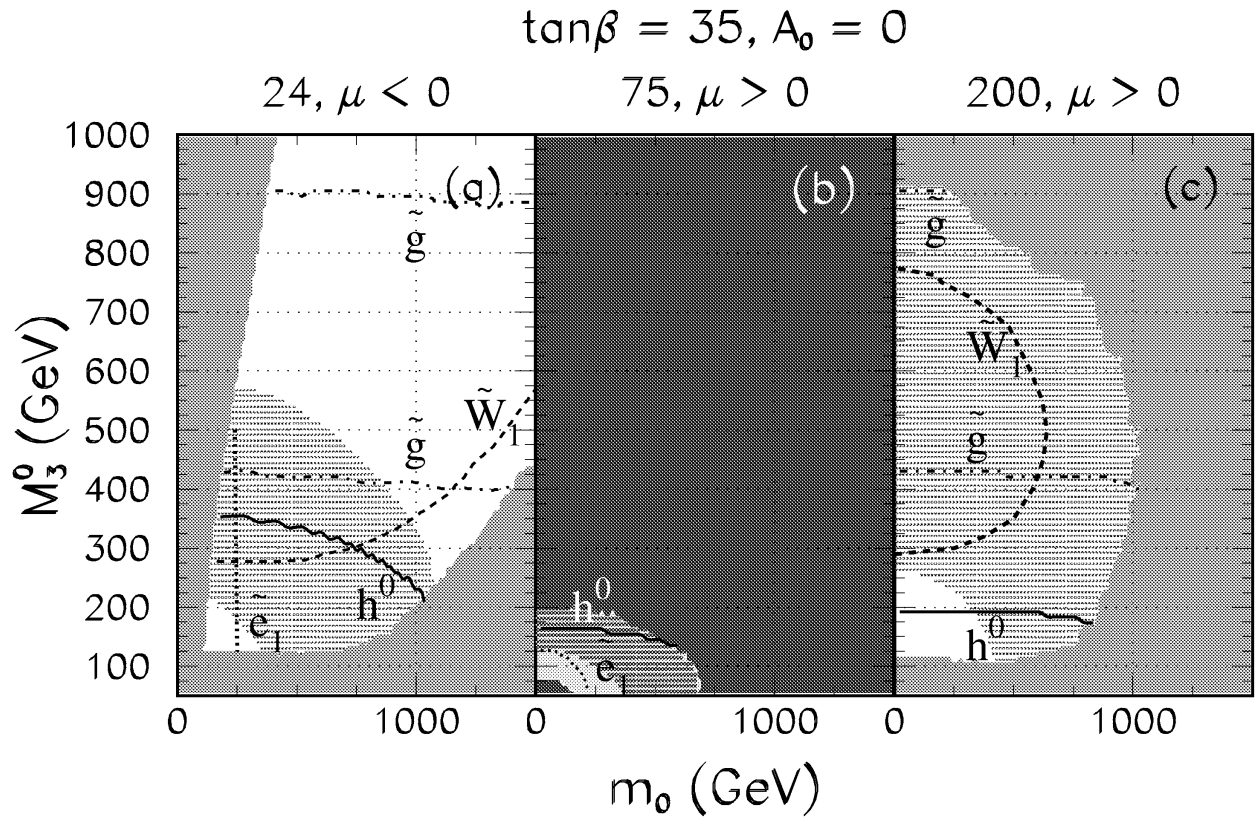 tanβ = 35, A₀ = 0
24, μ < 0 75, μ > 0 200, μ > 0
1000
900
800
700
600
500
400
300
200
100
M₃⁰ (GeV)
(a)
g̃
g̃
W̃₁
h⁰
ẽ₁
(b)
h⁰
ẽ₁
(c)
g̃
W̃₁
g̃
h⁰
0 1000 0 1000 0 1000
m₀ (GeV)